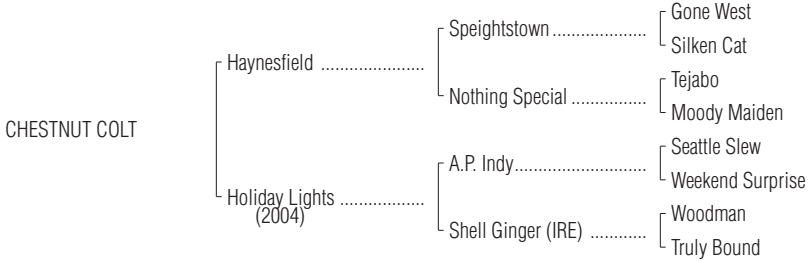 Gone West
Speightstown ....................
Silken Cat
Haynesfield ......................
Tejabo
Nothing Special ................
Moody Maiden
CHESTNUT COLT
Seattle Slew
A.P. Indy............................
Weekend Surprise
Holiday Lights ..................
(2004)
Woodman
Shell Ginger (IRE) ............
Truly Bound